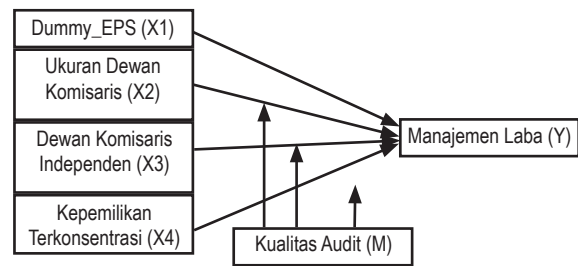 Dummy_EPS (X1)
Ukuran Dewan
Komisaris (X2)
Dewan Komisaris
Independen (X3)
Kepemilikan
Terkonsentrasi (X4)
Manajemen Laba (Y)
Kualitas Audit (M)